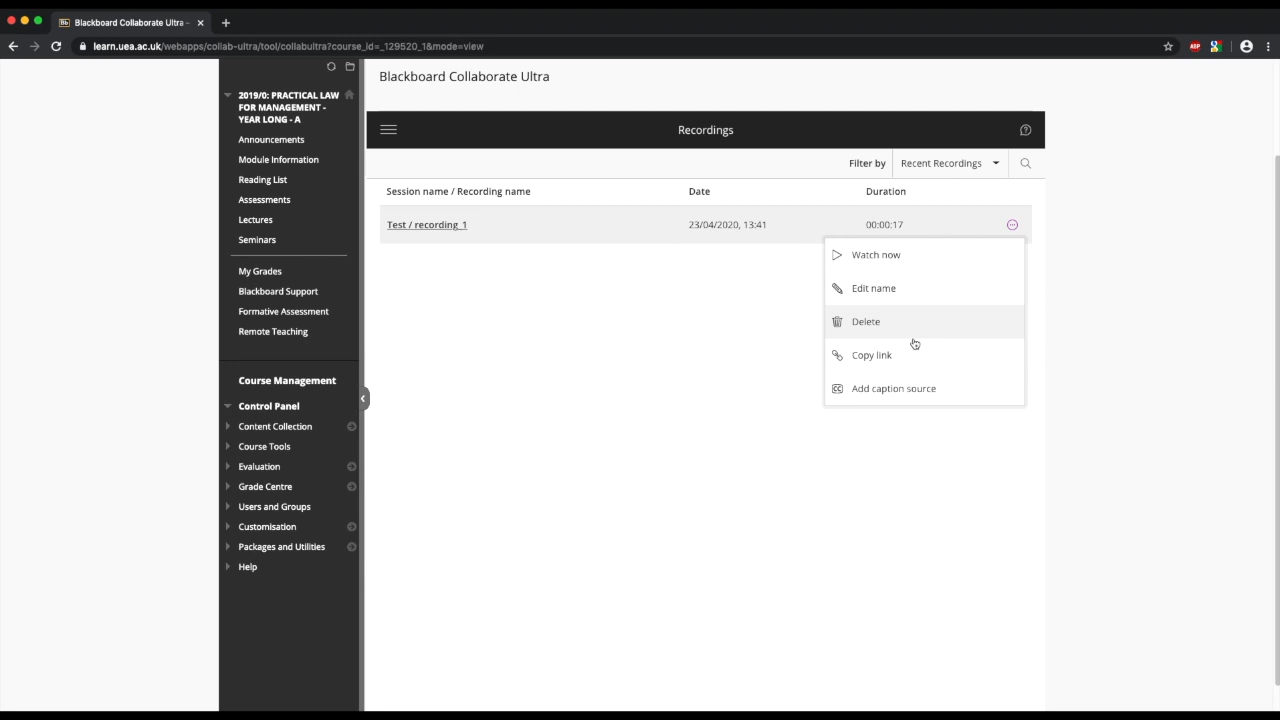 Blackboard Collaborate Ultra –
learn.uea.ac.uk/webapps/collab-ultra/tool/collabultra?course_id=_129520_1&mode=view
ABP
2019/0: PRACTICAL LAW
FOR MANAGEMENT -
YEAR LONG - A
Announcements
Module Information
Reading List
Assessments
Lectures
Seminars
My Grades
Blackboard Support
Formative Assessment
Remote Teaching
Course Management
Control Panel
Content Collection
Course Tools
Evaluation
Grade Centre
Users and Groups
Customisation
Packages and Utilities
Help
Blackboard Collaborate Ultra
Recordings
Filter by Recent Recordings
Session name / Recording name Date Duration
Test / recording_1 23/04/2020, 13:41 00:00:17
Watch now
Edit name
Delete
Copy link
CC Add caption source